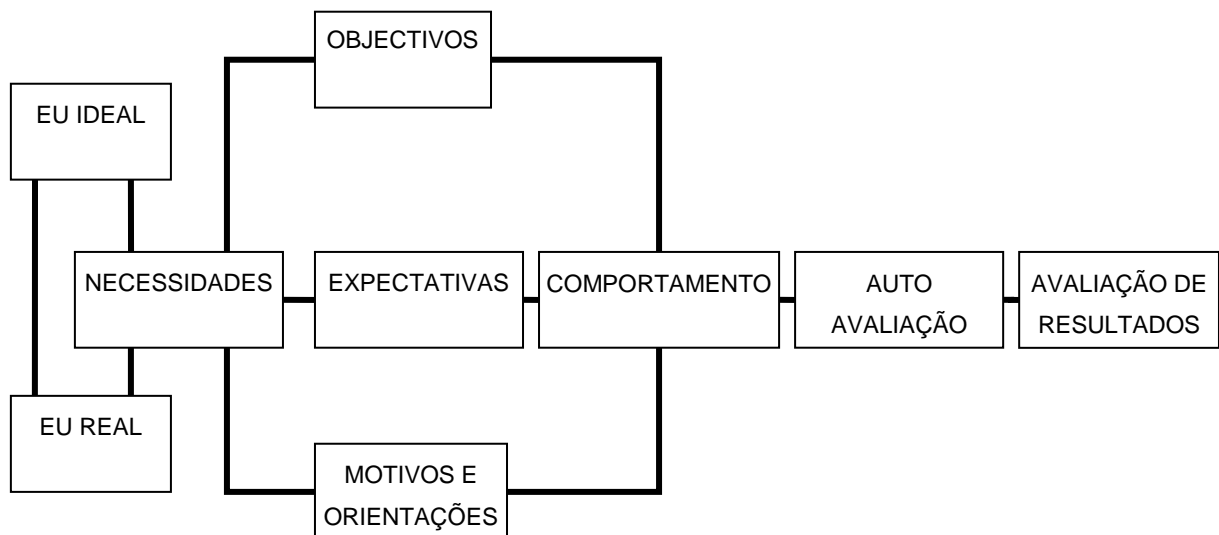 OBJECTIVOS
EU IDEAL
NECESSIDADES
EXPECTATIVAS
COMPORTAMENTO
AUTO
AVALIAÇÃO
AVALIAÇÃO DE
RESULTADOS
EU REAL
MOTIVOS E
ORIENTAÇÕES